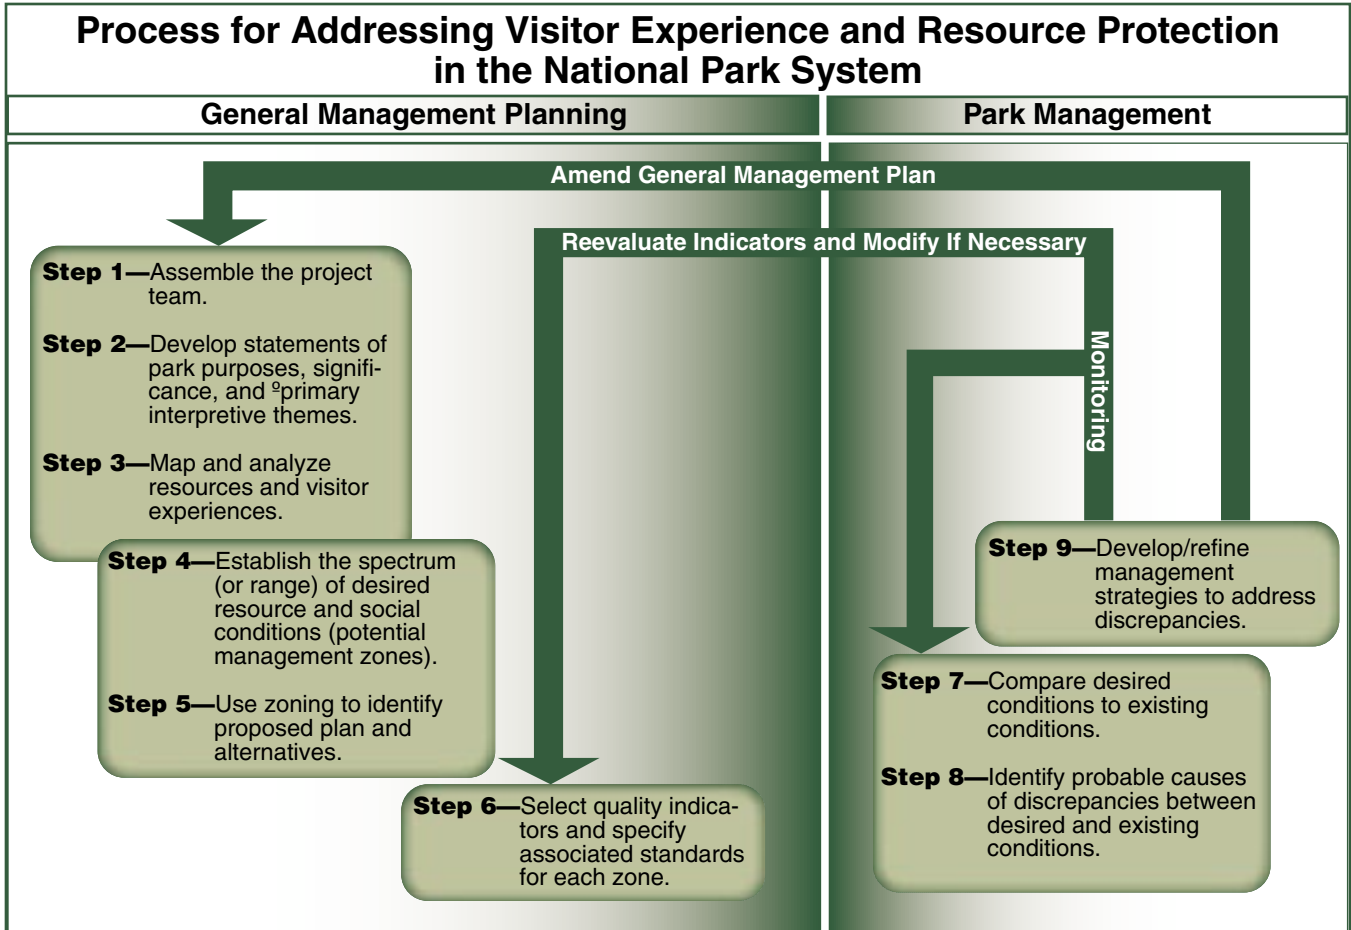 Process for Addressing Visitor Experience and Resource Protection
in the National Park System
General Management Planning
Park Management
Amend General Management Plan
Reevaluate Indicators and Modify If Necessary
Monitoring
Step 1—Assemble the project
team.
Step 2—Develop statements of
park purposes, signifi-
cance, and ºprimary
interpretive themes.
Step 3—Map and analyze
resources and visitor
experiences.
Step 4—Establish the spectrum
(or range) of desired
resource and social
conditions (potential
management zones).
Step 5—Use zoning to identify
proposed plan and
alternatives.
Step 6—Select quality indica-
tors and specify
associated standards
for each zone.
Step 9—Develop/refine
management
strategies to address
discrepancies.
Step 7—Compare desired
conditions to existing
conditions.
Step 8—Identify probable causes
of discrepancies between
desired and existing
conditions.